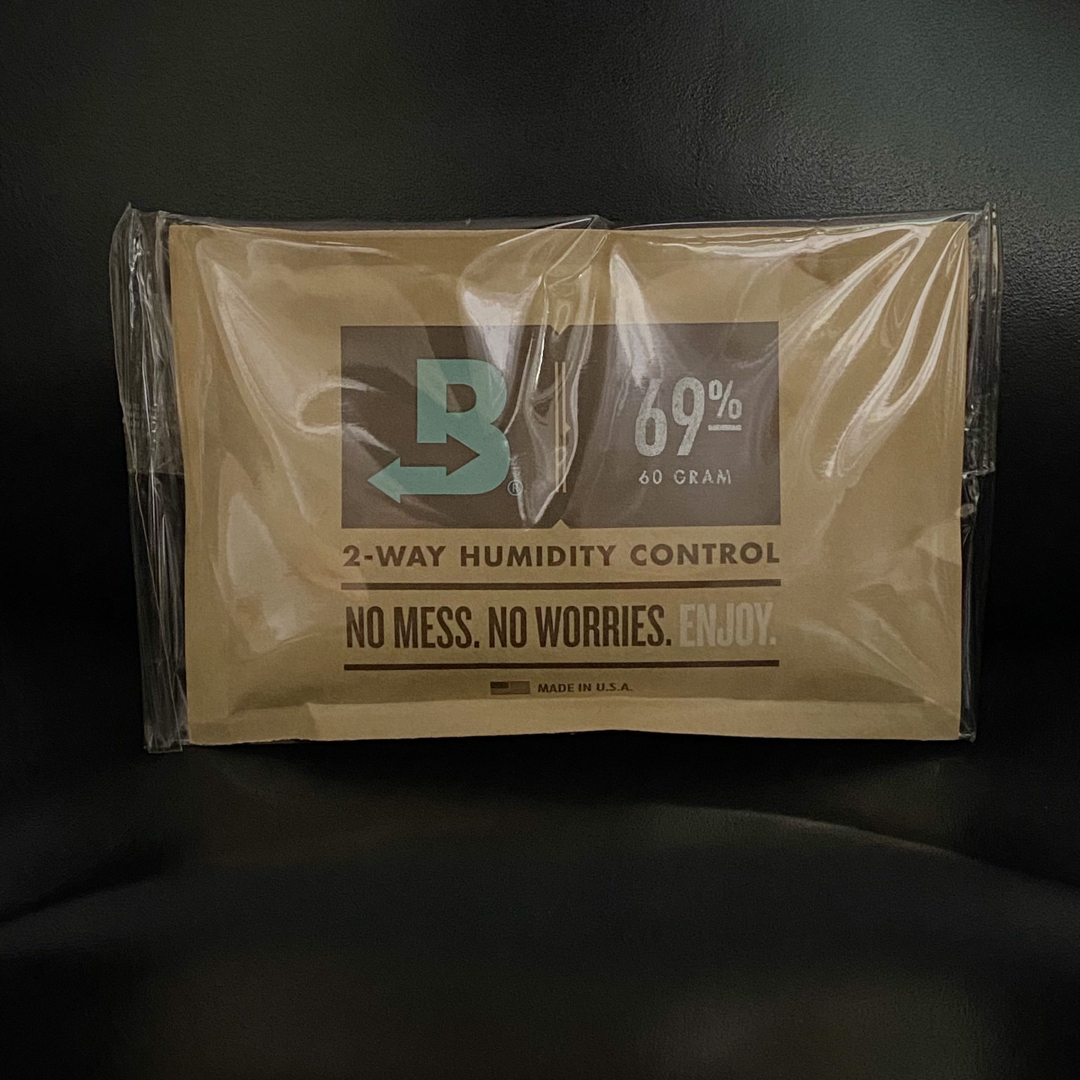 B®
69%
60 GRAM
2-WAY HUMIDITY CONTROL
NO MESS. NO WORRIES. ENJOY.
MADE IN U.S.A.